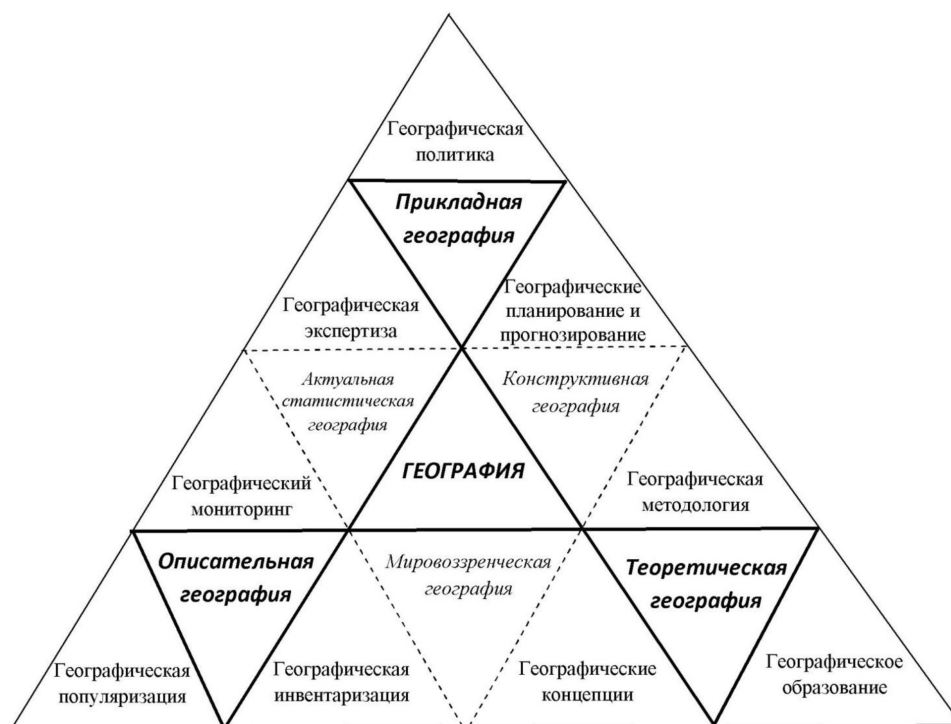 Географическая
политика
Прикладная
география
Географическая
экспертиза
Географические
планирование и
прогнозирование
Актуальная
статистическая
география
Конструктивная
география
ГЕОГРАФИЯ
Географический
мониторинг
Географическая
методология
Описательная
география
Мировоззренческая
география
Теоретическая
география
Географическая
популяризация
Географическая
инвентаризация
Географические
концепции
Географическое
образование